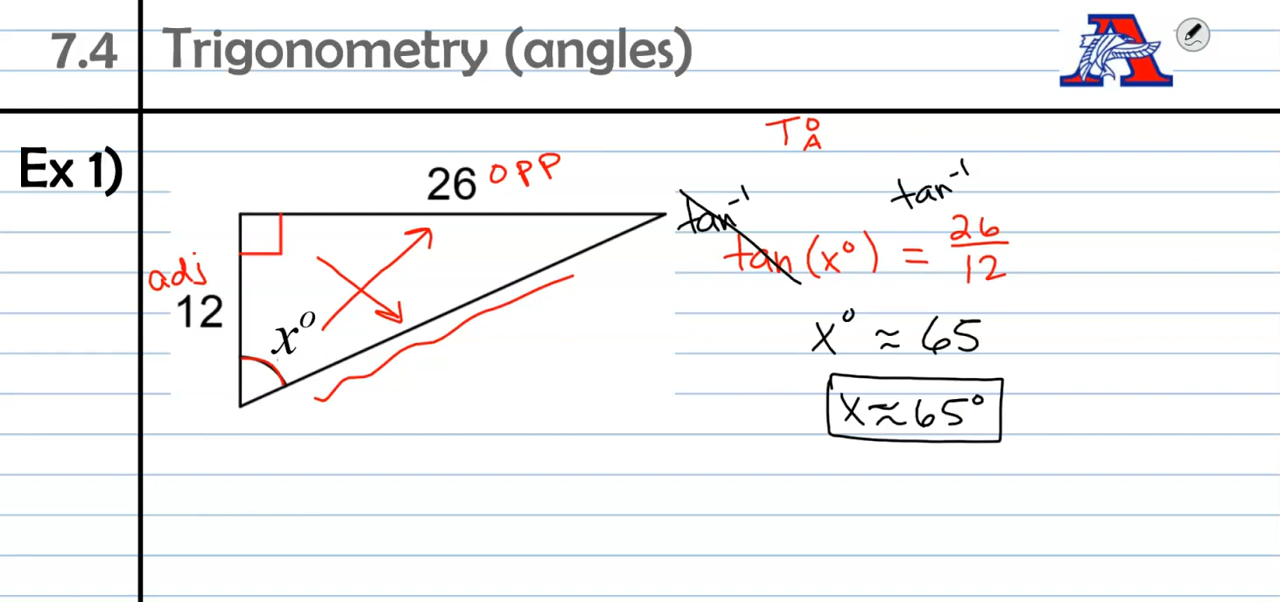 7.4 Trigonometry (angles)
A
T O/A
Ex 1)
26 OPP
tan⁻¹ tan⁻¹
tan (x°) = 26/12
adj
12
x°
x° ≈ 65
x ≈ 65°